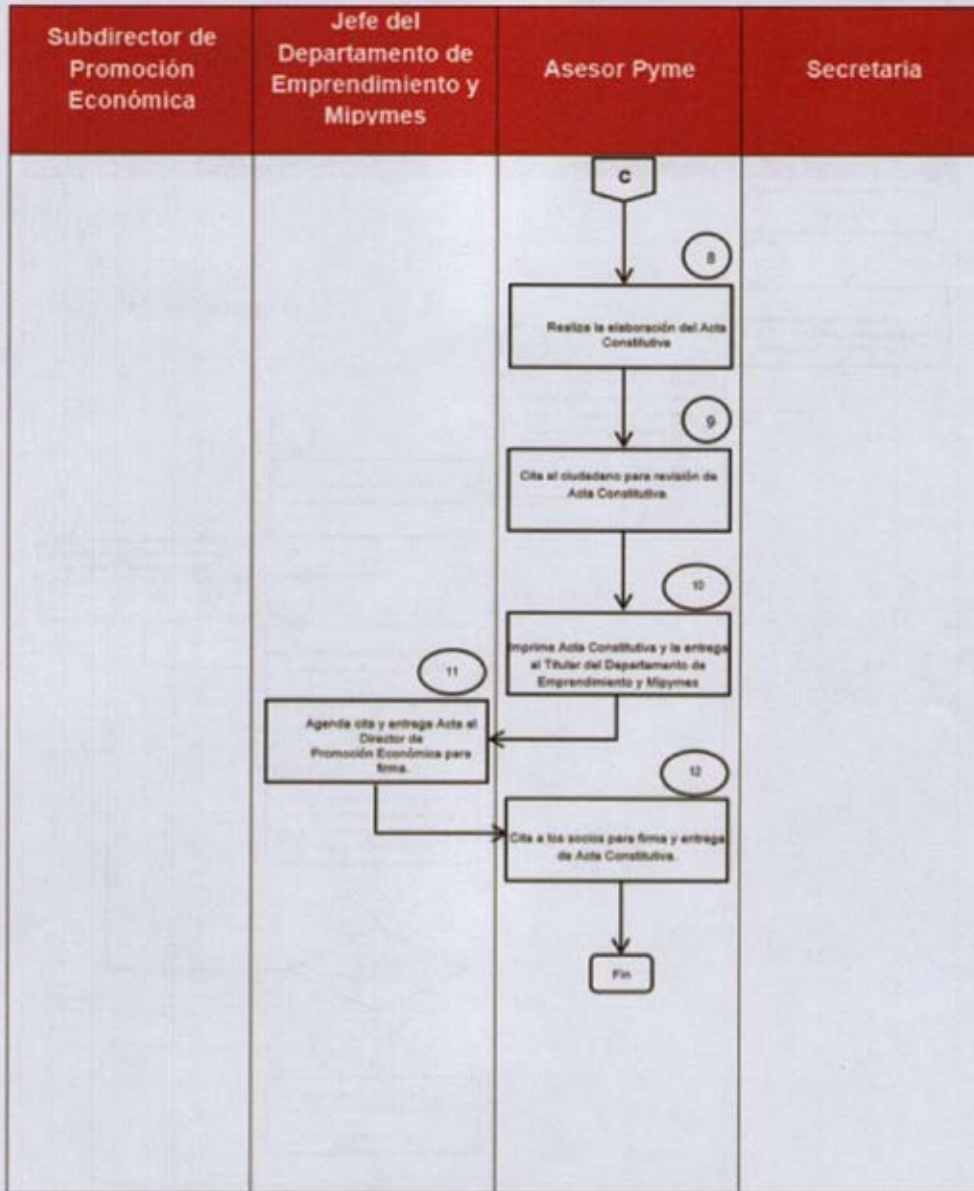 Subdirector de
Promoción
Económica
Jefe del
Departamento de
Emprendimiento y
Mipymes
Asesor Pyme
Secretaria
C
8
Realiza la elaboración del Acta
Constitutiva
9
Cita al ciudadano para revisión de
Acta Constitutiva.
10
Imprime Acta Constitutiva y la entrega
al Titular del Departamento de
Emprendimiento y Mipymes
11
Agenda cita y entrega Acta al
Director de
Promoción Económica para
firma.
12
Cita a los socios para firma y entrega
de Acta Constitutiva.
Fin